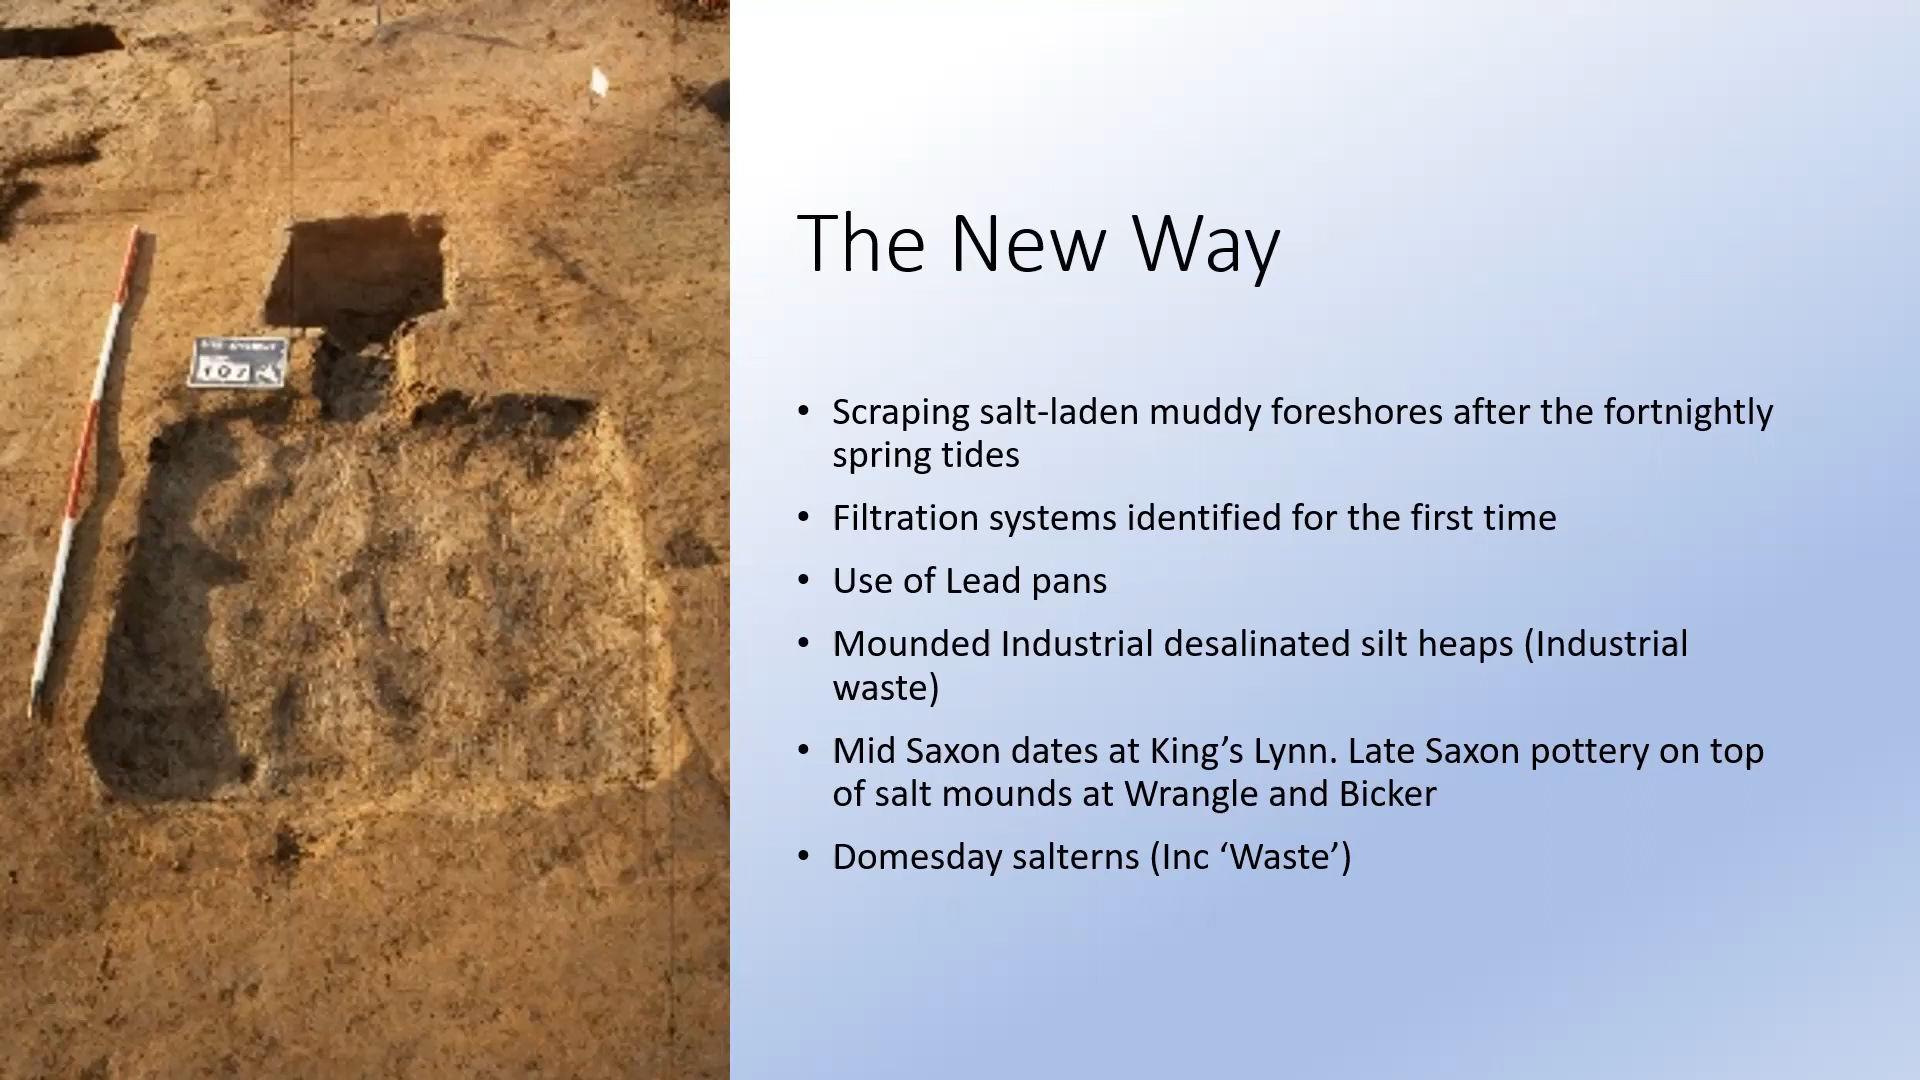 The New Way
• Scraping salt-laden muddy foreshores after the fortnightly
spring tides
• Filtration systems identified for the first time
• Use of Lead pans
• Mounded Industrial desalinated silt heaps (Industrial
waste)
• Mid Saxon dates at King’s Lynn. Late Saxon pottery on top
of salt mounds at Wrangle and Bicker
• Domesday salterns (Inc ‘Waste’)